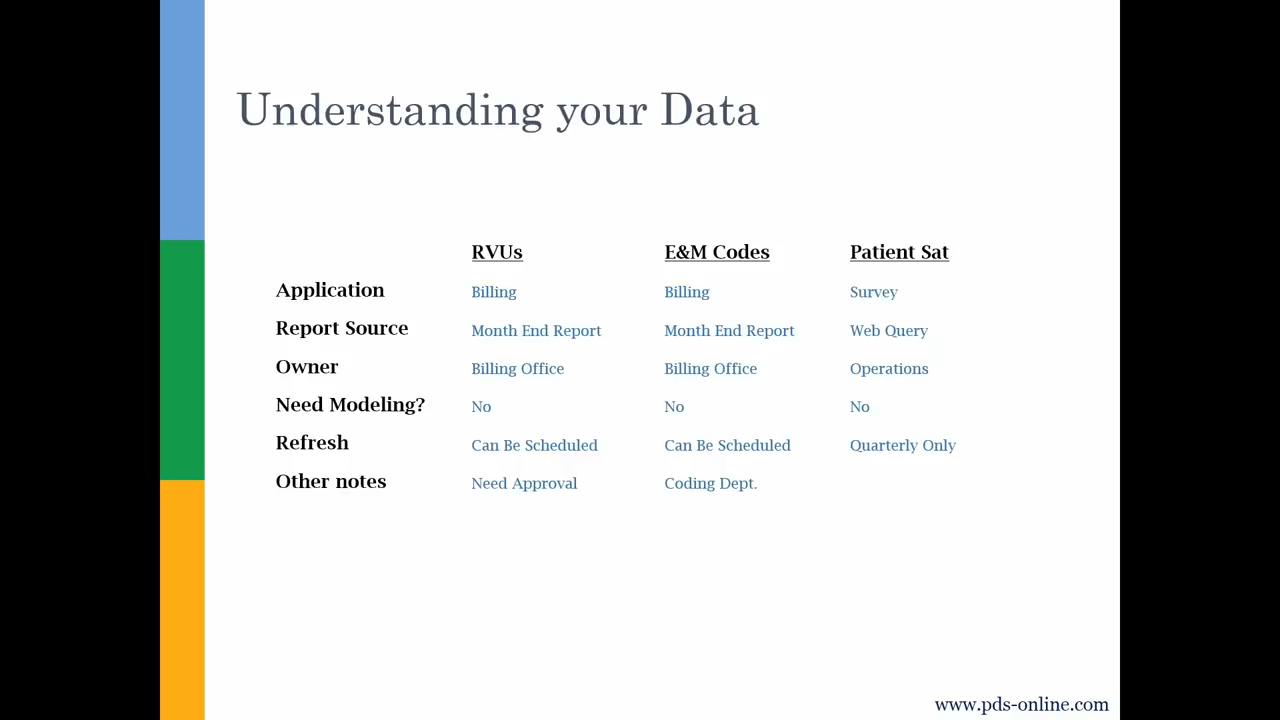 Understanding your Data
RVUs E&M Codes Patient Sat
Application Billing Billing Survey
Report Source Month End Report Month End Report Web Query
Owner Billing Office Billing Office Operations
Need Modeling? No No No
Refresh Can Be Scheduled Can Be Scheduled Quarterly Only
Other notes Need Approval Coding Dept.
www.pds-online.com